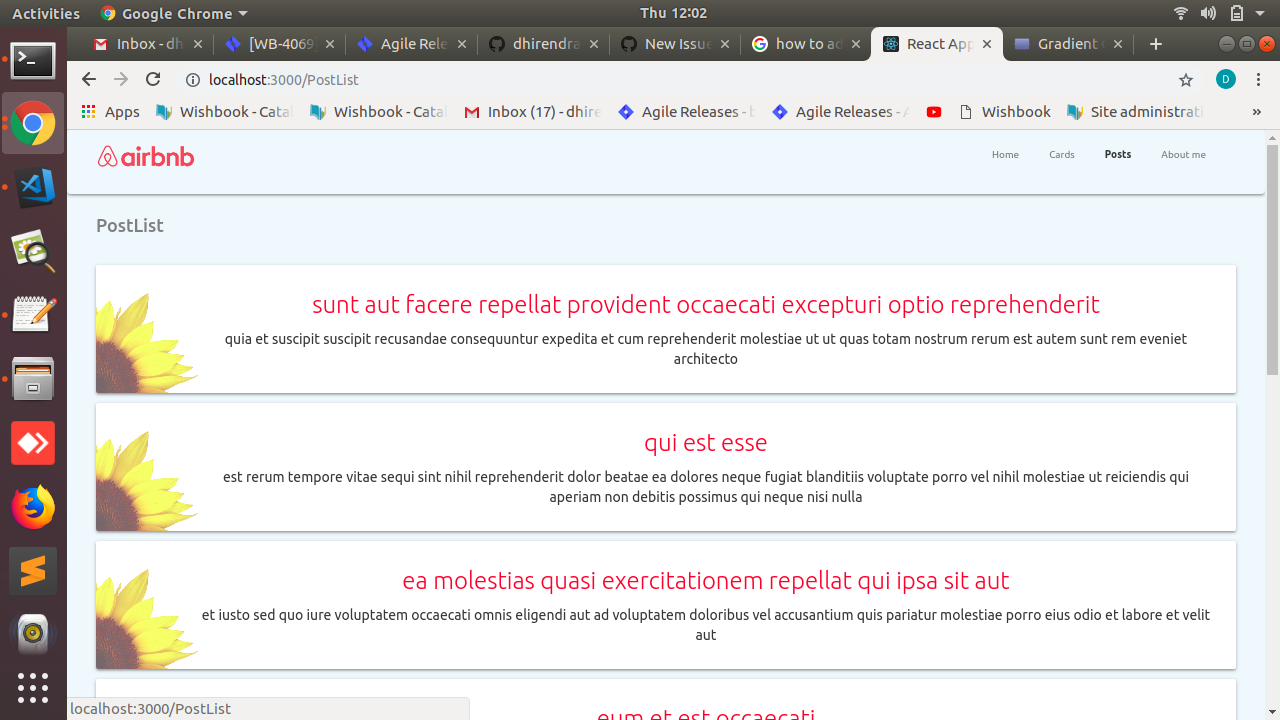 Activities
Google Chrome
Thu 12:02
Inbox - dh
[WB-4069]
Agile Rele
dhirendra
New Issue
how to ad
React App
Gradient
localhost:3000/PostList
D
Apps
Wishbook - Catal
Wishbook - Catal
Inbox (17) - dhire
Agile Releases - b
Agile Releases - A
Wishbook
Site administrati
»
airbnb
Home
Cards
Posts
About me
PostList
sunt aut facere repellat provident occaecati excepturi optio reprehenderit
quia et suscipit suscipit recusandae consequuntur expedita et cum reprehenderit molestiae ut ut quas totam nostrum rerum est autem sunt rem eveniet
architecto
qui est esse
est rerum tempore vitae sequi sint nihil reprehenderit dolor beatae ea dolores neque fugiat blanditiis voluptate porro vel nihil molestiae ut reiciendis qui
aperiam non debitis possimus qui neque nisi nulla
ea molestias quasi exercitationem repellat qui ipsa sit aut
et iusto sed quo iure voluptatem occaecati omnis eligendi aut ad voluptatem doloribus vel accusantium quis pariatur molestiae porro eius odio et labore et velit
aut
eum et est occaecati
localhost:3000/PostList